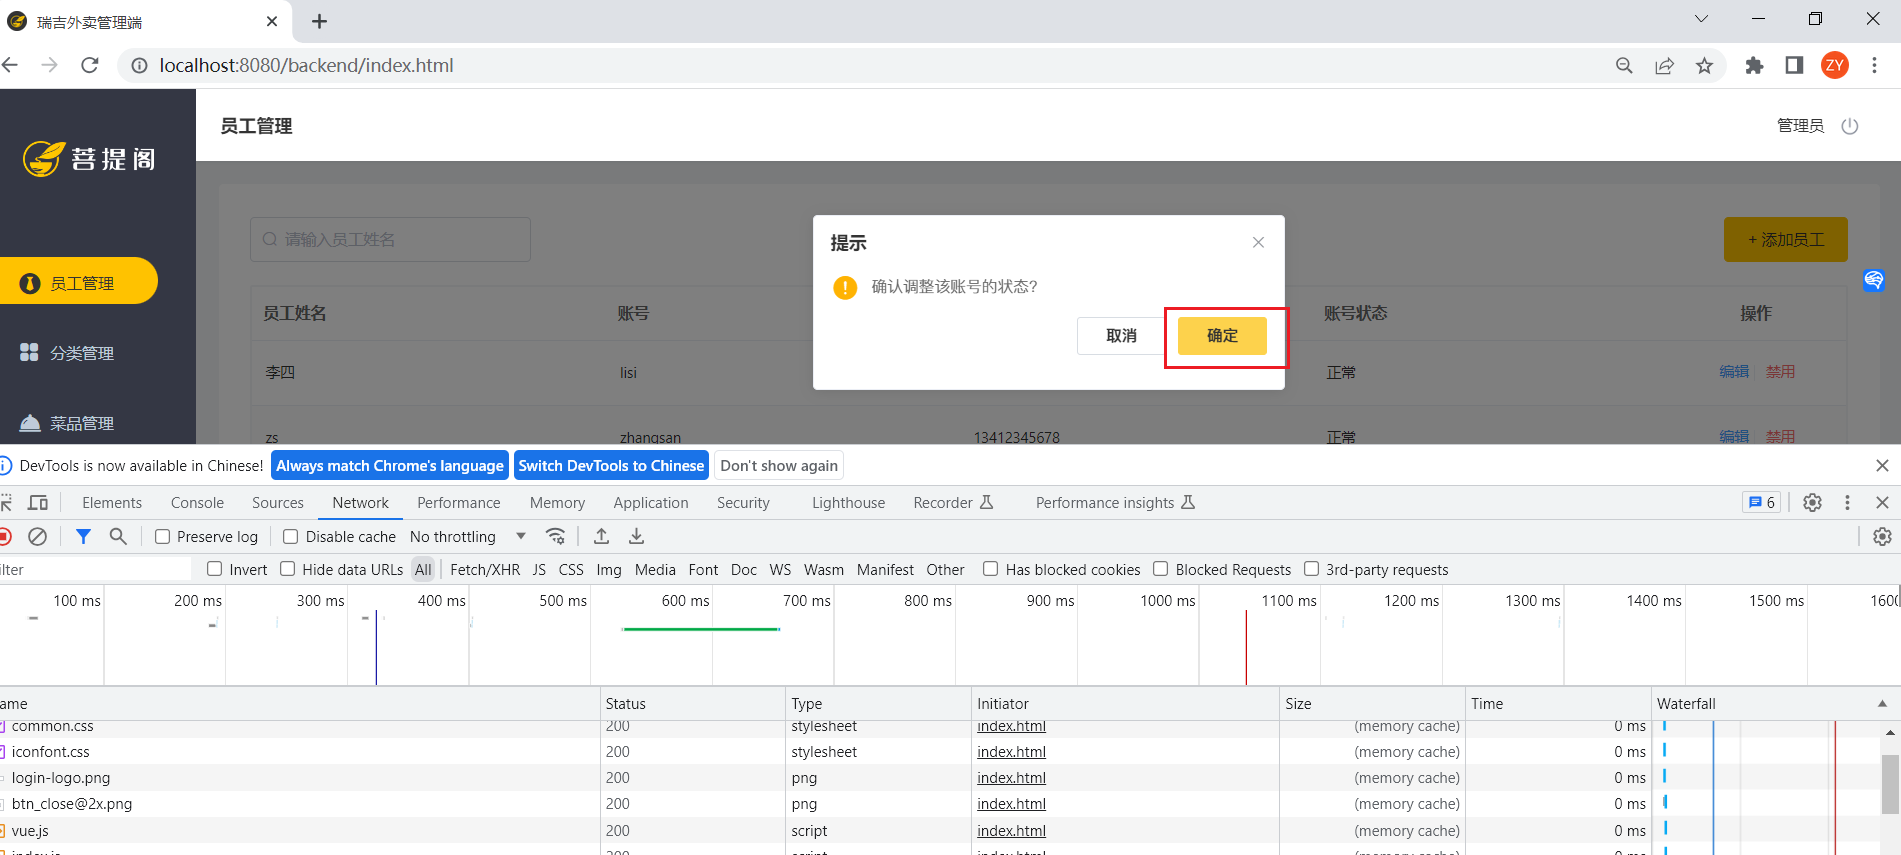 瑞吉外卖管理端
localhost:8080/backend/index.html
ZY
菩提阁
员工管理
管理员
请输入员工姓名
+ 添加员工
员工管理
分类管理
菜品管理
员工姓名 账号 账号状态 操作
李四 lisi 正常 编辑 禁用
zs zhangsan 13412345678 正常 编辑 禁用
提示
确认调整该账号的状态?
取消 确定
DevTools is now available in Chinese! Always match Chrome's language Switch DevTools to Chinese Don't show again
Elements Console Sources Network Performance Memory Application Security Lighthouse Recorder Performance insights 6
Preserve log Disable cache No throttling
ilter Invert Hide data URLs All Fetch/XHR JS CSS Img Media Font Doc WS Wasm Manifest Other Has blocked cookies Blocked Requests 3rd-party requests
100 ms 200 ms 300 ms 400 ms 500 ms 600 ms 700 ms 800 ms 900 ms 1000 ms 1100 ms 1200 ms 1300 ms 1400 ms 1500 ms 1600
ame Status Type Initiator Size Time Waterfall
common.css 200 stylesheet index.html (memory cache) 0 ms
iconfont.css 200 stylesheet index.html (memory cache) 0 ms
login-logo.png 200 png index.html (memory cache) 0 ms
btn_close@2x.png 200 png index.html (memory cache) 0 ms
vue.js 200 script index.html (memory cache) 0 ms
index.js 200 script index.html (memory cache) 0 ms